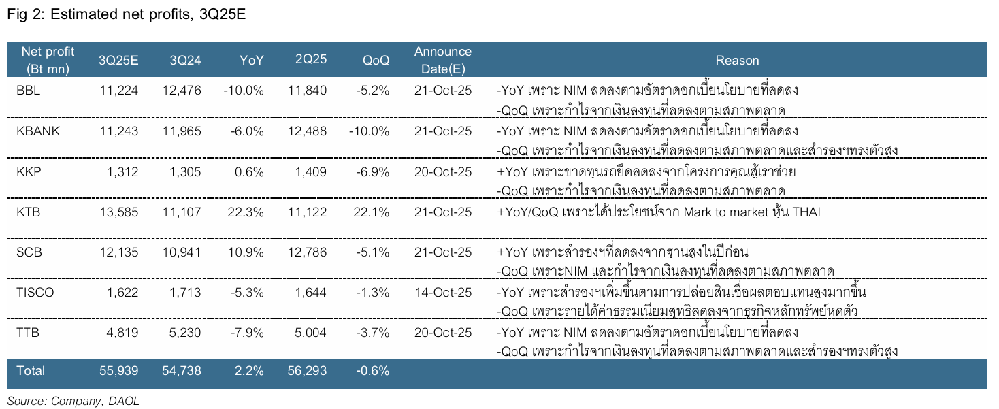 Fig 2: Estimated net profits, 3Q25E
Net profit (Bt mn) 3Q25E 3Q24 YoY 2Q25 QoQ Announce Date(E) Reason
BBL 11,224 12,476 -10.0% 11,840 -5.2% 21-Oct-25 -YoY เพราะ NIM ลดลงตามอัตราดอกเบี้ยนโยบายที่ลดลง
-QoQ เพราะกำไรจากเงินลงทุนที่ลดลงตามสภาพตลาด
KBANK 11,243 11,965 -6.0% 12,488 -10.0% 21-Oct-25 -YoY เพราะ NIM ลดลงตามอัตราดอกเบี้ยนโยบายที่ลดลง
-QoQ เพราะกำไรจากเงินลงทุนที่ลดลงตามสภาพตลาดและสำรองฯทรงตัวสูง
KKP 1,312 1,305 0.6% 1,409 -6.9% 20-Oct-25 +YoY เพราะขาดทุนรถยึดลดลงจากโครงการคุณสู้เราช่วย
-QoQ เพราะกำไรจากเงินลงทุนที่ลดลงตามสภาพตลาด
KTB 13,585 11,107 22.3% 11,122 22.1% 21-Oct-25 +YoY/QoQ เพราะได้ประโยชน์จาก Mark to market หุ้น THAI
SCB 12,135 10,941 10.9% 12,786 -5.1% 21-Oct-25 +YoY เพราะสำรองฯที่ลดลงจากฐานสูงในปีก่อน
-QoQ เพราะNIM และกำไรจากเงินลงทุนที่ลดลงตามสภาพตลาด
TISCO 1,622 1,713 -5.3% 1,644 -1.3% 14-Oct-25 -YoY เพราะสำรองฯเพิ่มขึ้นตามการปล่อยสินเชื่อผลตอบแทนสูงมากขึ้น
-QoQ เพราะรายได้ค่าธรรมเนียมสุทธิลดลงจากธุรกิจหลักทรัพย์หดตัว
TTB 4,819 5,230 -7.9% 5,004 -3.7% 20-Oct-25 -YoY เพราะ NIM ลดลงตามอัตราดอกเบี้ยนโยบายที่ลดลง
-QoQ เพราะกำไรจากเงินลงทุนที่ลดลงตามสภาพตลาดและสำรองฯทรงตัวสูง
Total 55,939 54,738 2.2% 56,293 -0.6%
Source: Company, DAOL